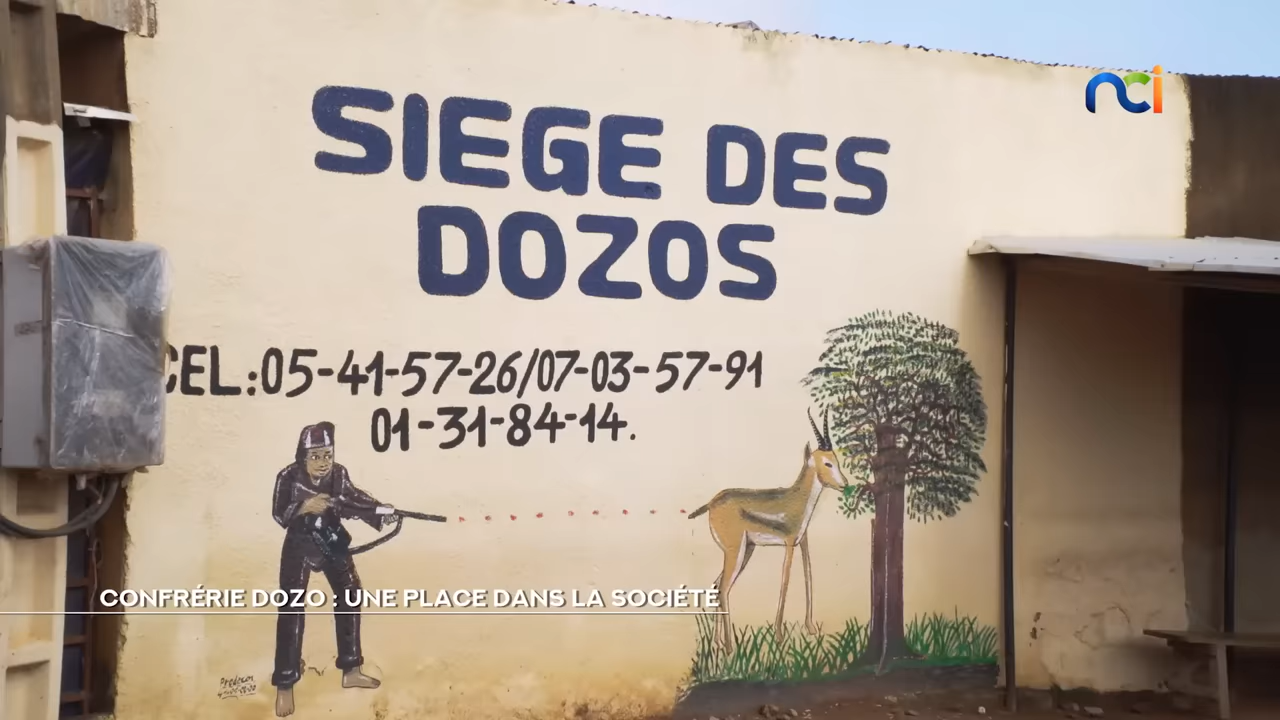 nci
SIEGE DES
DOZOS
CEL.:05-41-57-26/07-03-57-91
01-31-84-14.
CONFRÉRIE DOZO : UNE PLACE DANS LA SOCIÉTÉ